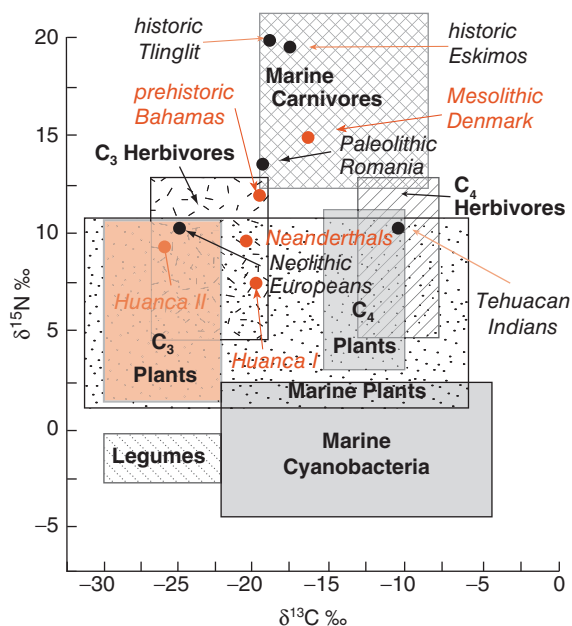 20
15
10
5
0
−5
δ15N ‰
historic
Tlinglit
historic
Eskimos
Marine
Carnivores
prehistoric
Bahamas
Mesolithic
Denmark
Paleolithic
Romania
C3 Herbivores
C4
Herbivores
Neanderthals
Neolithic
Europeans
Huanca II
Huanca I
Tehuacan
Indians
C3
Plants
C4
Plants
Marine Plants
Legumes
Marine
Cyanobacteria
−30 −25 −20 −15 −10 −5 0
δ13C ‰